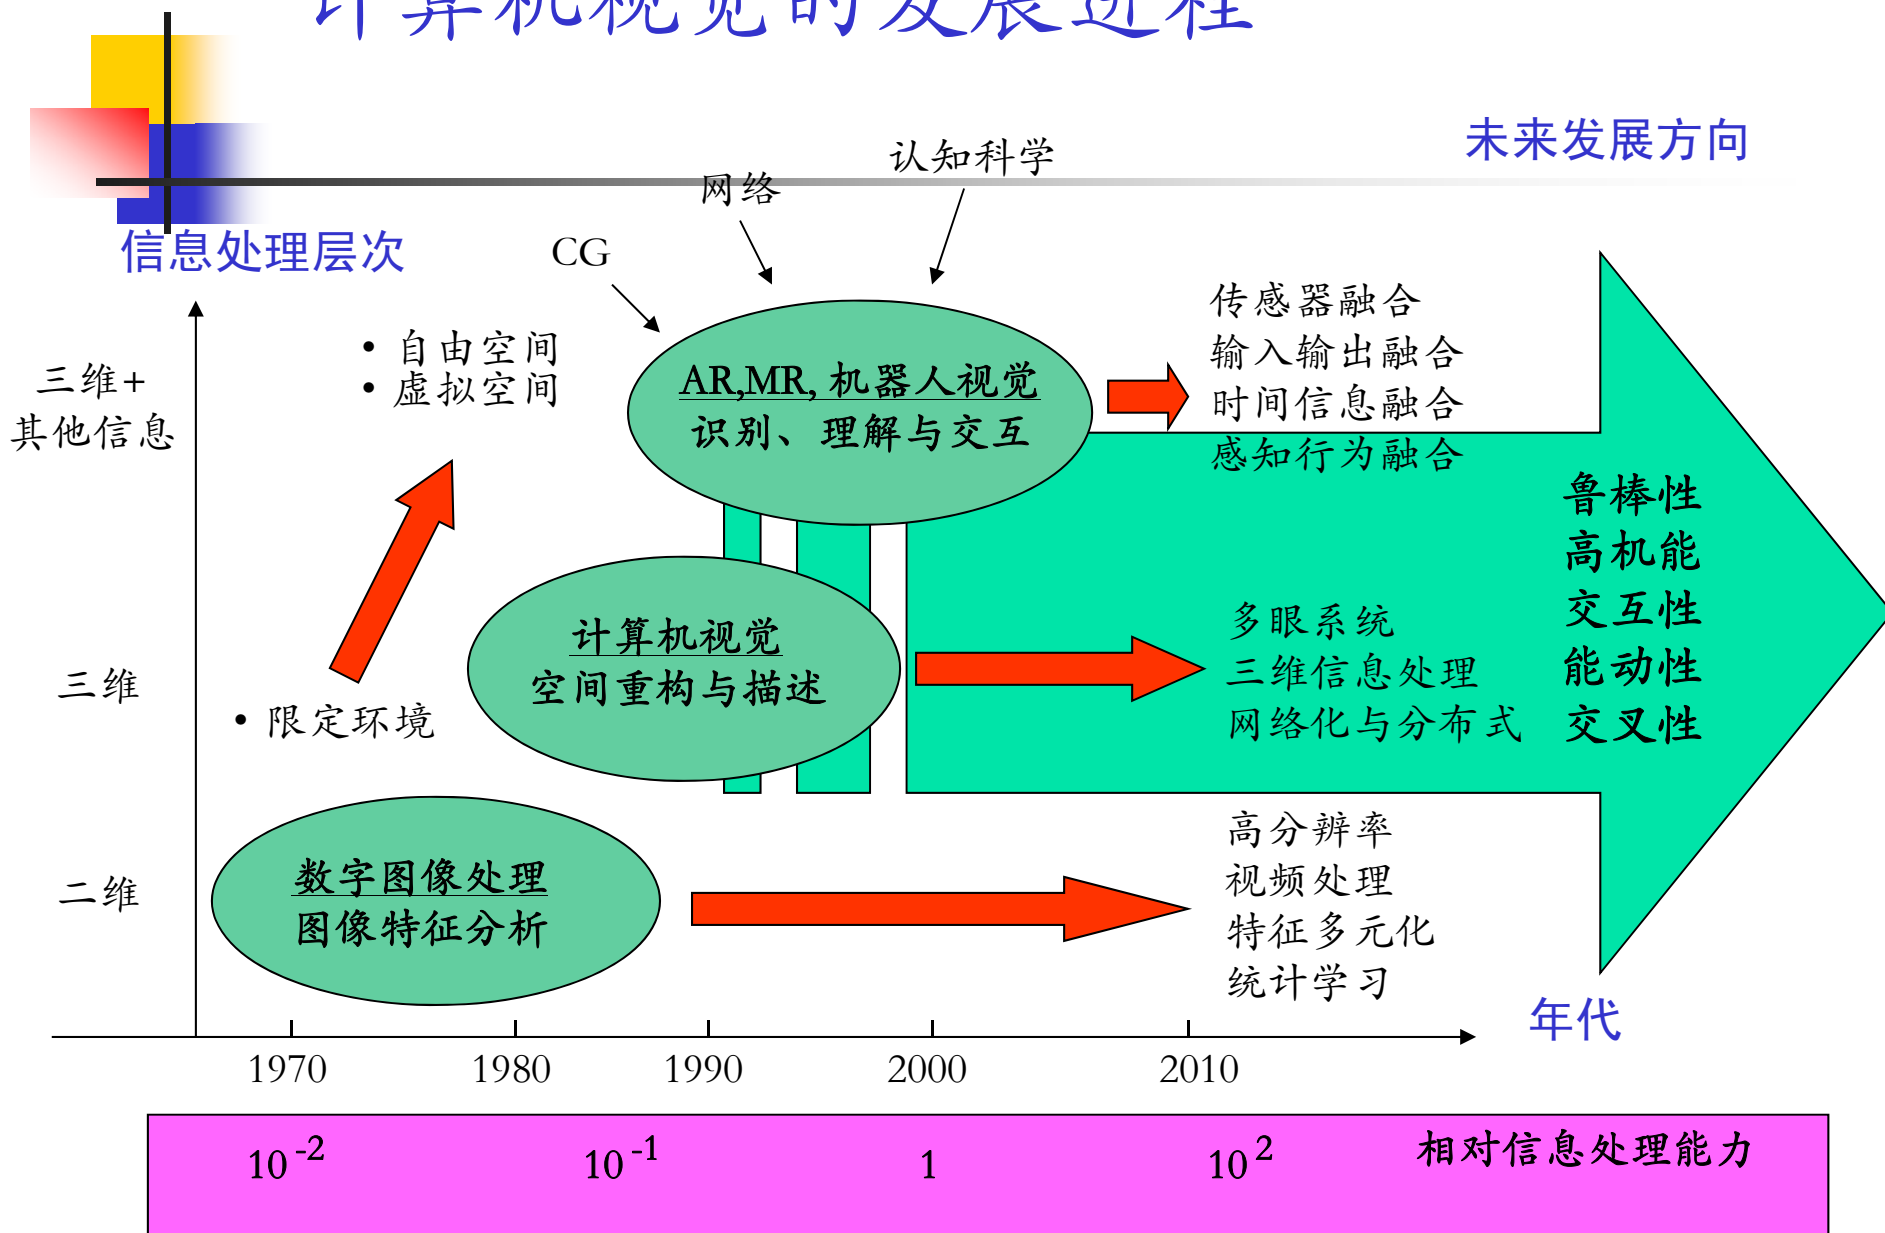 计算机视觉的发展进程
未来发展方向
认知科学
网络
CG
信息处理层次
三维+
其他信息
三维
二维
• 自由空间
• 虚拟空间
• 限定环境
AR,MR, 机器人视觉
识别、理解与交互
计算机视觉
空间重构与描述
数字图像处理
图像特征分析
传感器融合
输入输出融合
时间信息融合
感知行为融合
多眼系统
三维信息处理
网络化与分布式
高分辨率
视频处理
特征多元化
统计学习
鲁棒性
高机能
交互性
能动性
交叉性
年代
1970 1980 1990 2000 2010
10⁻² 10⁻¹ 1 10² 相对信息处理能力